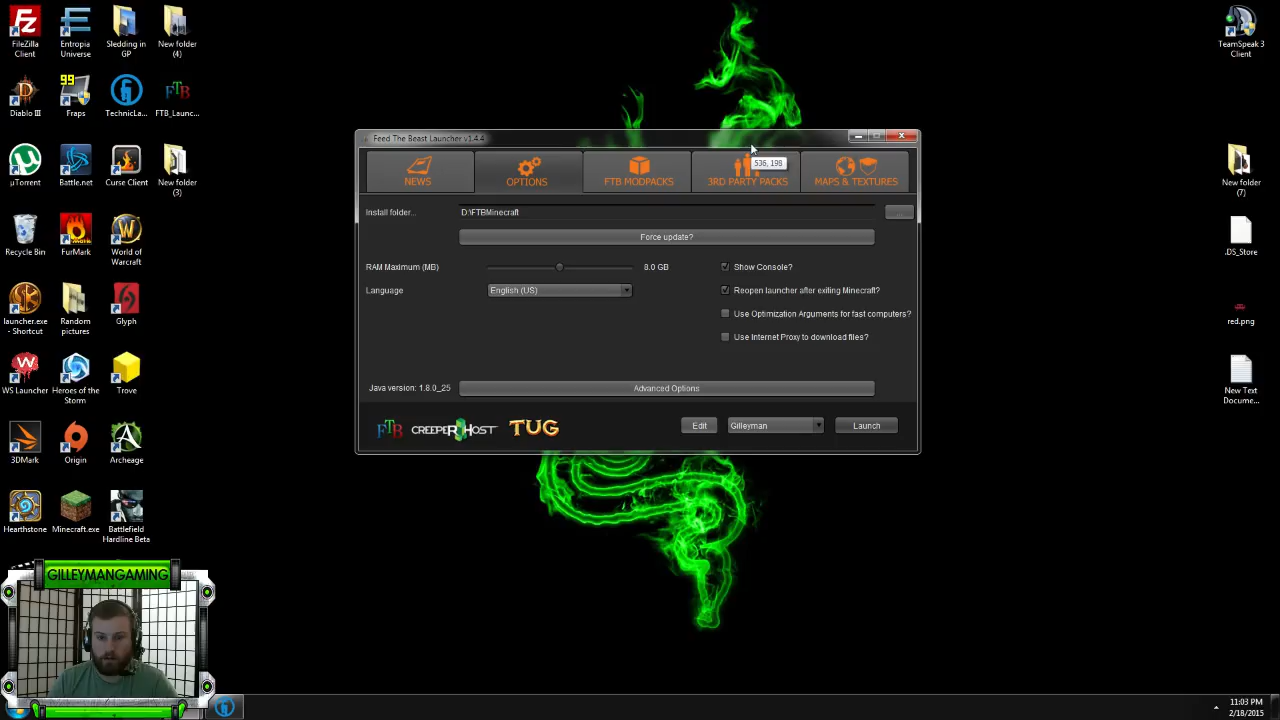 FileZilla Client
Entropia Universe
Sledding in GP
New folder (4)
TeamSpeak 3 Client
99
Diablo III
Fraps
TechnicLa...
FTB
FTB_Launc...
µTorrent
Battle.net
Curse Client
New folder (3)
Recycle Bin
FurMark
World of Warcraft
launcher.exe - Shortcut
Random pictures
Glyph
WS Launcher
Heroes of the Storm
Trove
3DMark
Origin
Archeage
Hearthstone
Minecraft.exe
Battlefield Hardline Beta
Feed The Beast Launcher v1.4.4
NEWS
OPTIONS
FTB MODPACKS
3RD PARTY PACKS
MAPS & TEXTURES
536, 198
Install folder...
D:\FTBMinecraft
...
Force update?
RAM Maximum (MB)
8.0 GB
Show Console?
Language
English (US)
Reopen launcher after exiting Minecraft?
Use Optimization Arguments for fast computers?
Use Internet Proxy to download files?
Java version: 1.8.0_25
Advanced Options
FTB
CREEPER HOST
TUG
Edit
Gilleyman
Launch
New folder (7)
.DS_Store
red.png
New Text Docume...
GILLEYMANGAMING
11:03 PM
2/18/2015